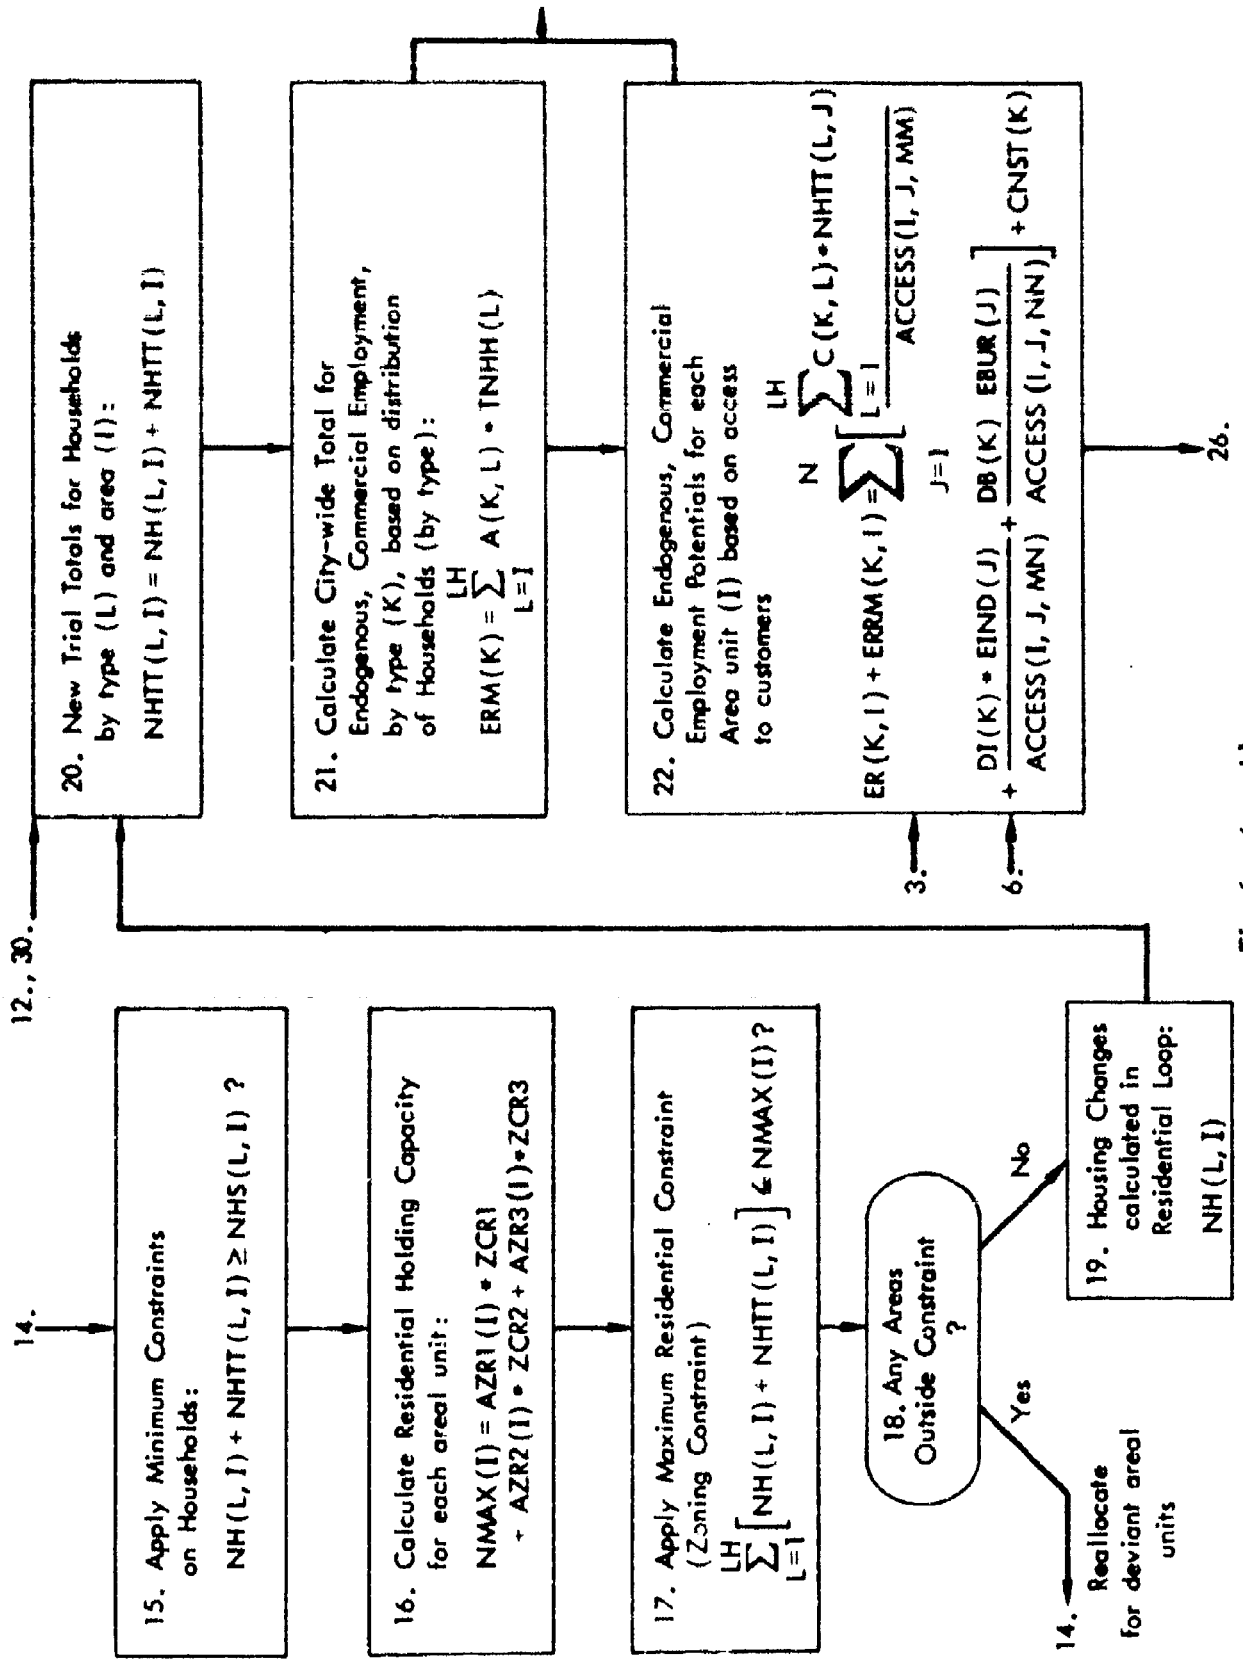 14.
15. Apply Minimum Constraints
on Households:
NH(L, I) + NHTT(L, I) ≥ NHS(L, I) ?
16. Calculate Residential Holding Capacity
for each areal unit:
NMAX(I) = AZR1(I) * ZCR1
+ AZR2(I) * ZCR2 + AZR3(I)*ZCR3
17. Apply Maximum Residential Constraint
(Zoning Constraint)
LH
∑ [NH(L, I) + NHTT(L, I)] ≤ NMAX(I)?
L=1
18. Any Areas
Outside Constraint
?
Yes
No
14.
Reallocate
for deviant areal
units
19. Housing Changes
calculated in
Residential Loop:
NH(L, I)
12., 30.
20. New Trial Totals for Households
by type (L) and area (I):
NHTT(L, I) = NH(L, I) + NHTT(L, I)
21. Calculate City-wide Total for
Endogenous, Commercial Employment,
by type (K), based on distribution
of Households (by type):
LH
ERM(K) = ∑ A(K, L) * TNHH(L)
L=I
22. Calculate Endogenous, Commercial
Employment Potentials for each
Area unit (I) based on access
to customers
N LH
ER(K, I) + ERRM(K, I) = ∑ [ ∑ C(K, L)*NHTT(L, J)
J=1 L=1 ACCESS(I, J, MM)
+ DI(K) * EIND(J) + DB(K) EBUR(J) ] + CNST(K)
ACCESS(I, J, MN) ACCESS(I, J, NN)
3.
6.
26.